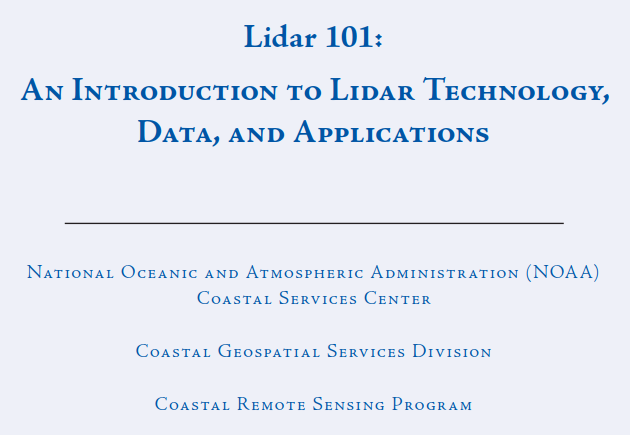 Lidar 101:
An Introduction to Lidar Technology,
Data, and Applications
National Oceanic and Atmospheric Administration (NOAA)
Coastal Services Center
Coastal Geospatial Services Division
Coastal Remote Sensing Program